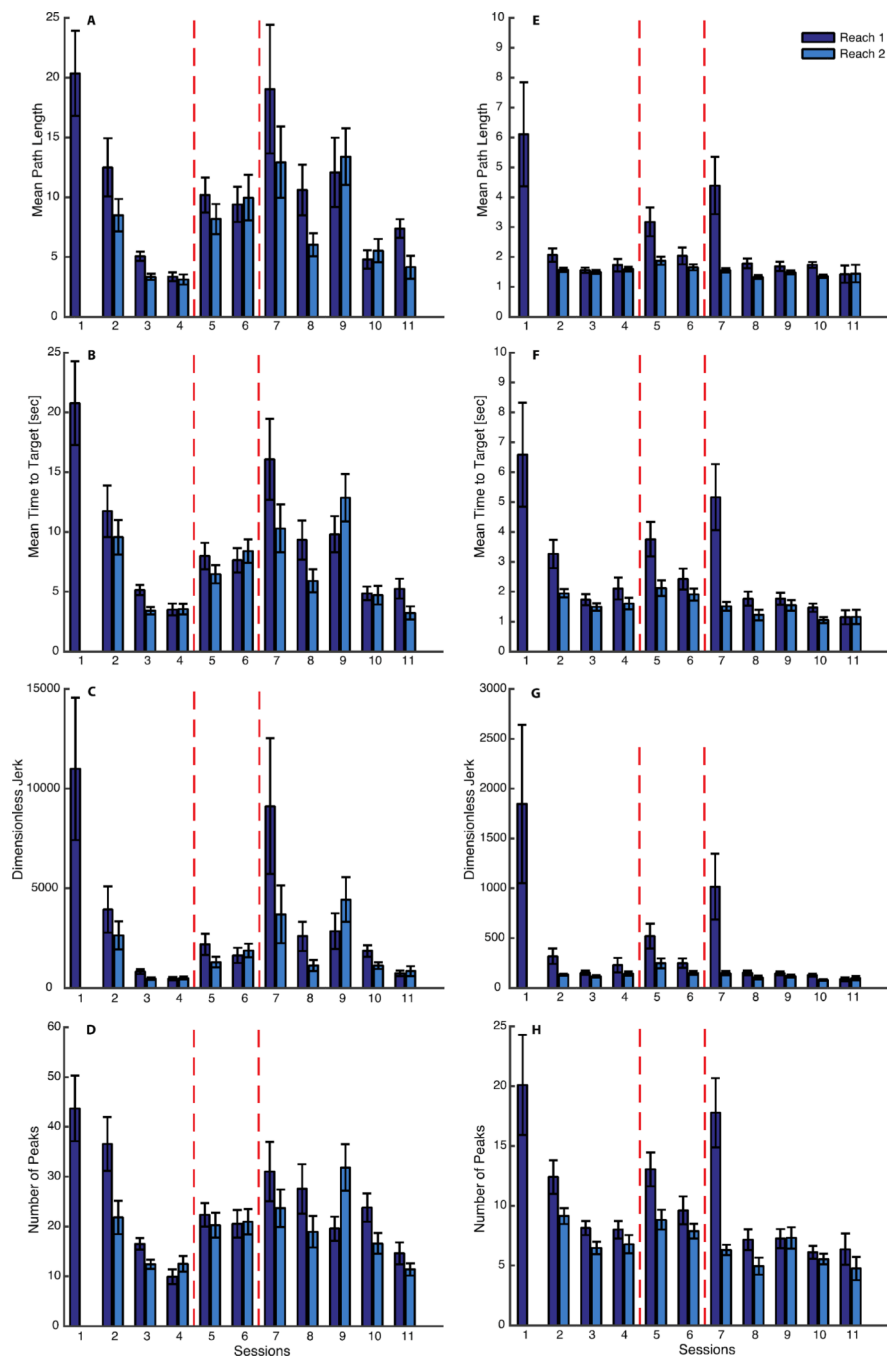 A
Mean Path Length
25
20
15
10
5
0
1 2 3 4 5 6 7 8 9 10 11
E
Reach 1
Reach 2
Mean Path Length
10
9
8
7
6
5
4
3
2
1
0
1 2 3 4 5 6 7 8 9 10 11
B
Mean Time to Target [sec]
25
20
15
10
5
0
1 2 3 4 5 6 7 8 9 10 11
F
Mean Time to Target [sec]
10
9
8
7
6
5
4
3
2
1
0
1 2 3 4 5 6 7 8 9 10 11
C
Dimensionless Jerk
15000
10000
5000
0
1 2 3 4 5 6 7 8 9 10 11
G
Dimensionless Jerk
3000
2500
2000
1500
1000
500
0
1 2 3 4 5 6 7 8 9 10 11
D
Number of Peaks
60
50
40
30
20
10
0
1 2 3 4 5 6 7 8 9 10 11
Sessions
H
Number of Peaks
25
20
15
10
5
0
1 2 3 4 5 6 7 8 9 10 11
Sessions